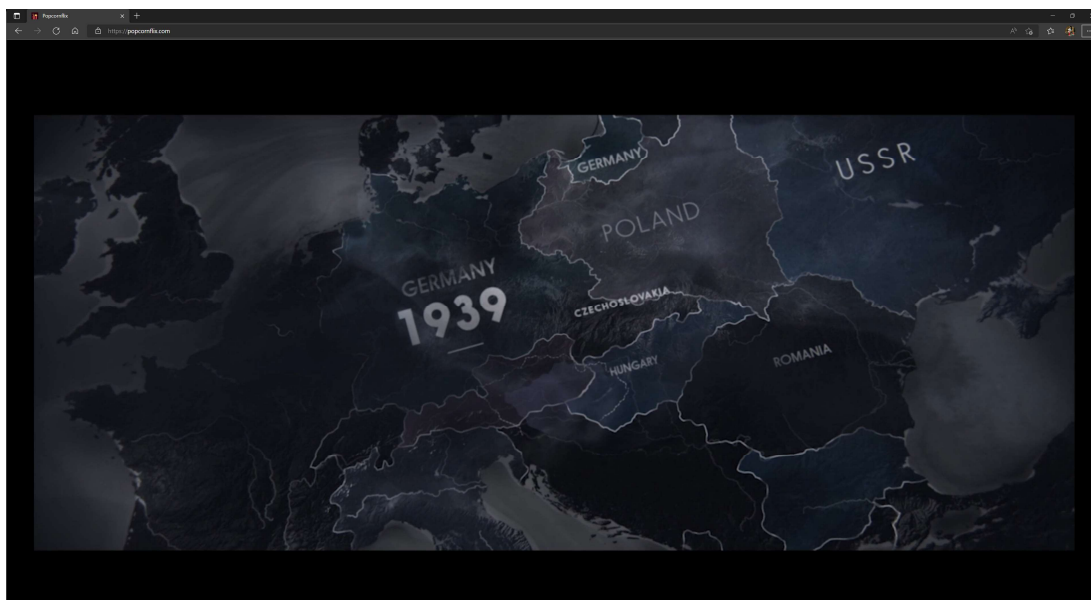 Popcornflix
https://popcornflix.com
GERMANY
USSR
POLAND
GERMANY
1939
CZECHOSLOVAKIA
HUNGARY
ROMANIA